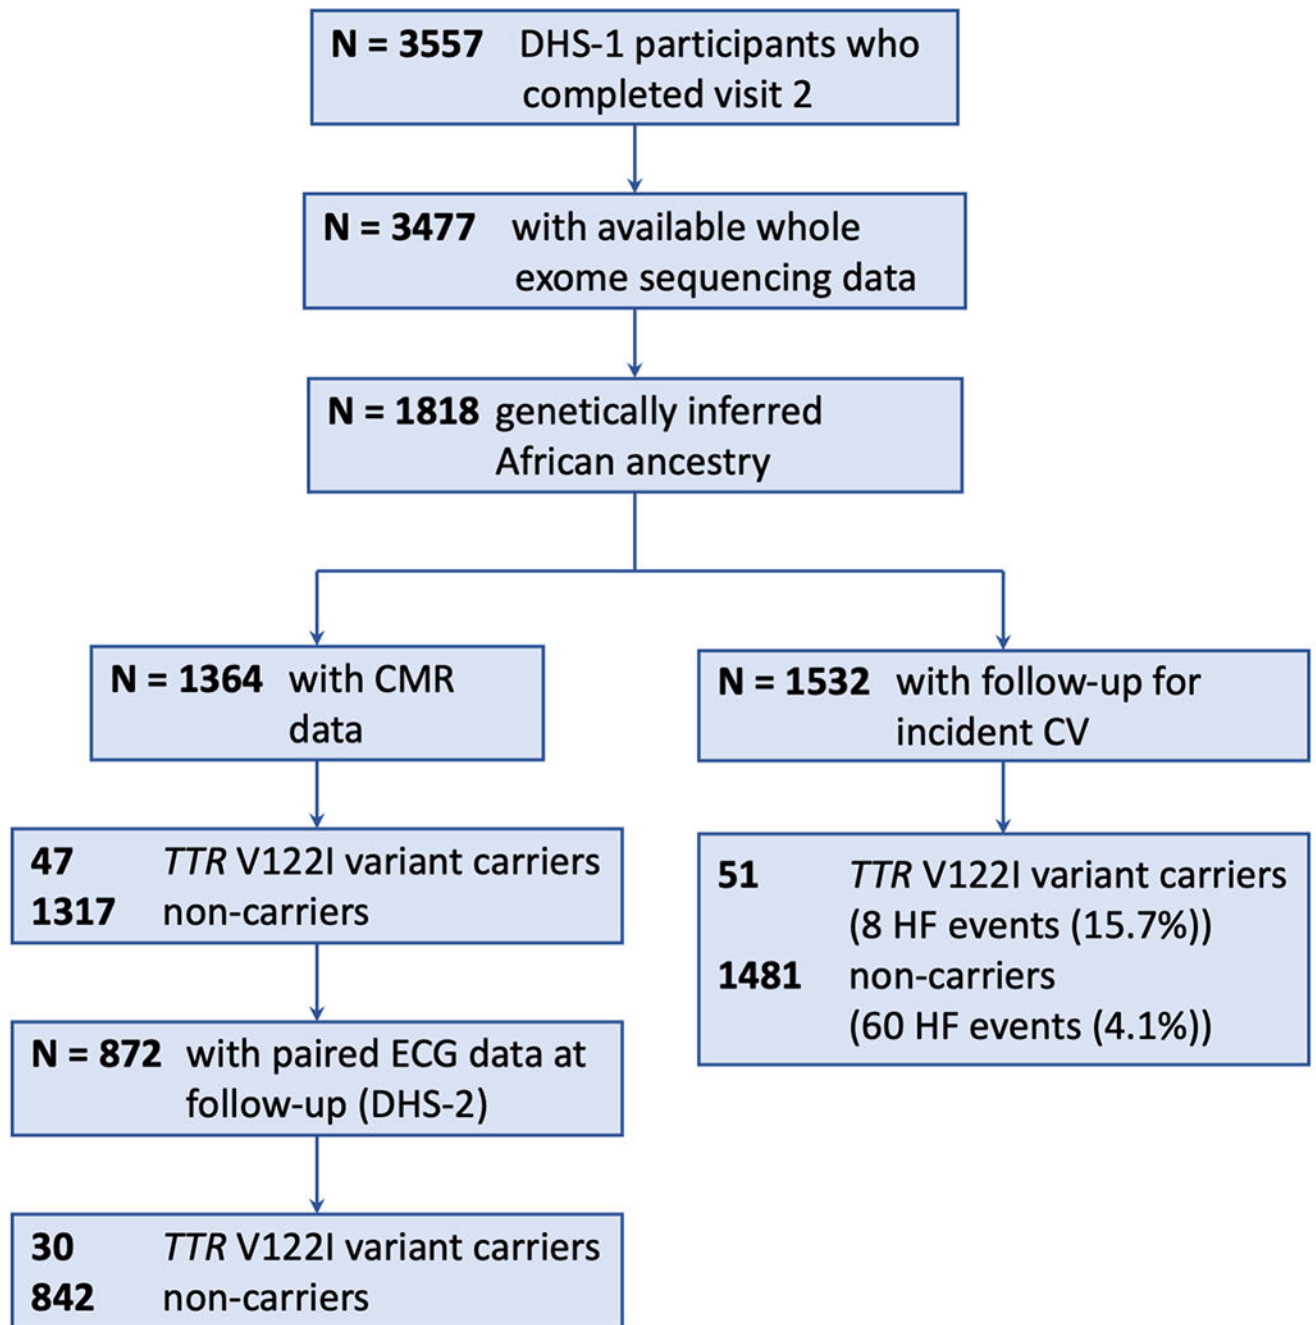 N = 3557 DHS-1 participants who
completed visit 2
N = 3477 with available whole
exome sequencing data
N = 1818 genetically inferred
African ancestry
N = 1364 with CMR
data
47 TTR V122I variant carriers
1317 non-carriers
N = 872 with paired ECG data at
follow-up (DHS-2)
30 TTR V122I variant carriers
842 non-carriers
N = 1532 with follow-up for
incident CV
51 TTR V122I variant carriers
(8 HF events (15.7%))
1481 non-carriers
(60 HF events (4.1%))